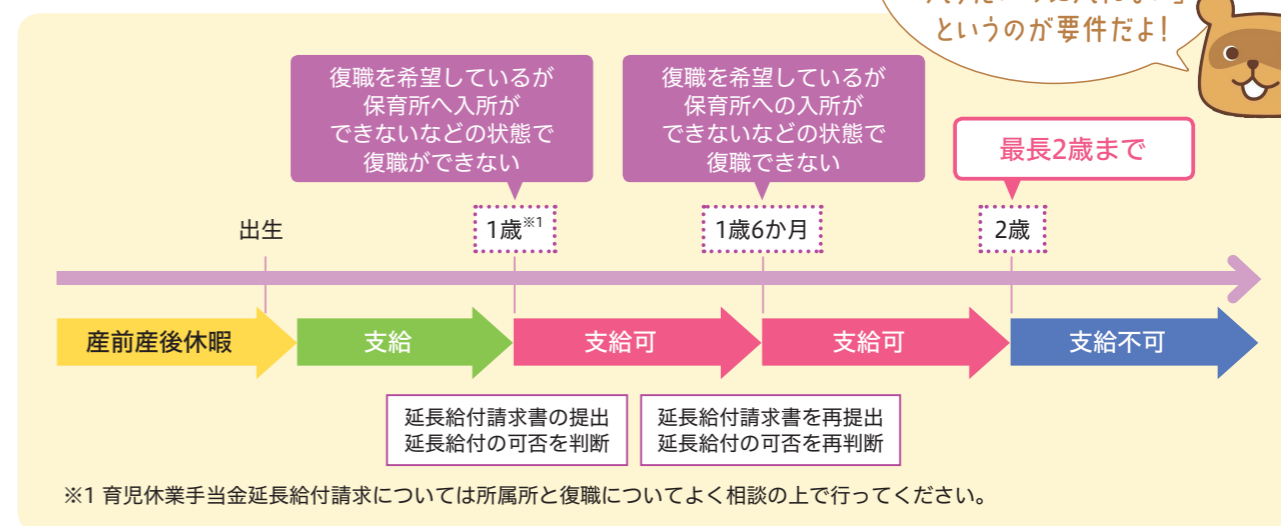 というのが要件だよ!
復職を希望しているが
保育所へ入所が
できないなどの状態で
復職ができない
復職を希望しているが
保育所への入所が
できないなどの状態で
復職できない
最長2歳まで
出生
1歳※1
1歳6か月
2歳
産前産後休暇
支給
支給可
支給可
支給不可
延長給付請求書の提出
延長給付の可否を判断
延長給付請求書を再提出
延長給付の可否を再判断
※1 育児休業手当金延長給付請求については所属所と復職についてよく相談の上で行ってください。